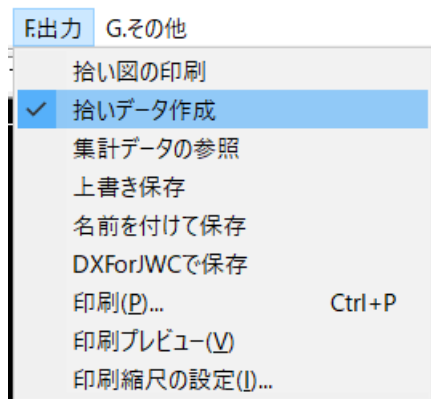 F.出力 G.その他
拾い図の印刷
拾いデータ作成
集計データの参照
上書き保存
名前を付けて保存
DXForJWCで保存
印刷(P)... Ctrl+P
印刷プレビュー(V)
印刷縮尺の設定(I)...